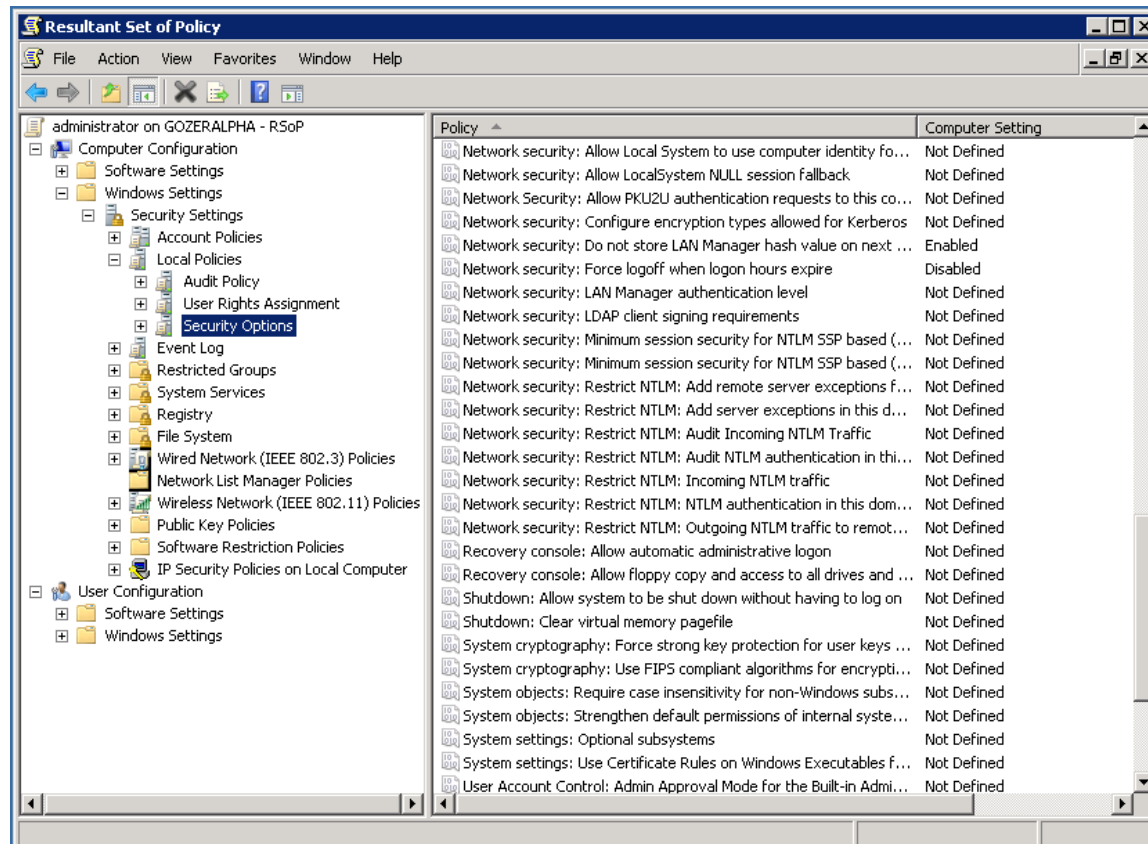 Resultant Set of Policy
File Action View Favorites Window Help
administrator on GOZERALPHA - RSoP
Computer Configuration
Software Settings
Windows Settings
Security Settings
Account Policies
Local Policies
Audit Policy
User Rights Assignment
Security Options
Event Log
Restricted Groups
System Services
Registry
File System
Wired Network (IEEE 802.3) Policies
Network List Manager Policies
Wireless Network (IEEE 802.11) Policies
Public Key Policies
Software Restriction Policies
IP Security Policies on Local Computer
User Configuration
Software Settings
Windows Settings
Policy Computer Setting
Network security: Allow Local System to use computer identity fo... Not Defined
Network security: Allow LocalSystem NULL session fallback Not Defined
Network Security: Allow PKU2U authentication requests to this co... Not Defined
Network security: Configure encryption types allowed for Kerberos Not Defined
Network security: Do not store LAN Manager hash value on next ... Enabled
Network security: Force logoff when logon hours expire Disabled
Network security: LAN Manager authentication level Not Defined
Network security: LDAP client signing requirements Not Defined
Network security: Minimum session security for NTLM SSP based (... Not Defined
Network security: Minimum session security for NTLM SSP based (... Not Defined
Network security: Restrict NTLM: Add remote server exceptions f... Not Defined
Network security: Restrict NTLM: Add server exceptions in this d... Not Defined
Network security: Restrict NTLM: Audit Incoming NTLM Traffic Not Defined
Network security: Restrict NTLM: Audit NTLM authentication in thi... Not Defined
Network security: Restrict NTLM: Incoming NTLM traffic Not Defined
Network security: Restrict NTLM: NTLM authentication in this dom... Not Defined
Network security: Restrict NTLM: Outgoing NTLM traffic to remot... Not Defined
Recovery console: Allow automatic administrative logon Not Defined
Recovery console: Allow floppy copy and access to all drives and ... Not Defined
Shutdown: Allow system to be shut down without having to log on Not Defined
Shutdown: Clear virtual memory pagefile Not Defined
System cryptography: Force strong key protection for user keys ... Not Defined
System cryptography: Use FIPS compliant algorithms for encrypti... Not Defined
System objects: Require case insensitivity for non-Windows subs... Not Defined
System objects: Strengthen default permissions of internal syste... Not Defined
System settings: Optional subsystems Not Defined
System settings: Use Certificate Rules on Windows Executables f... Not Defined
User Account Control: Admin Approval Mode for the Built-in Admi... Not Defined